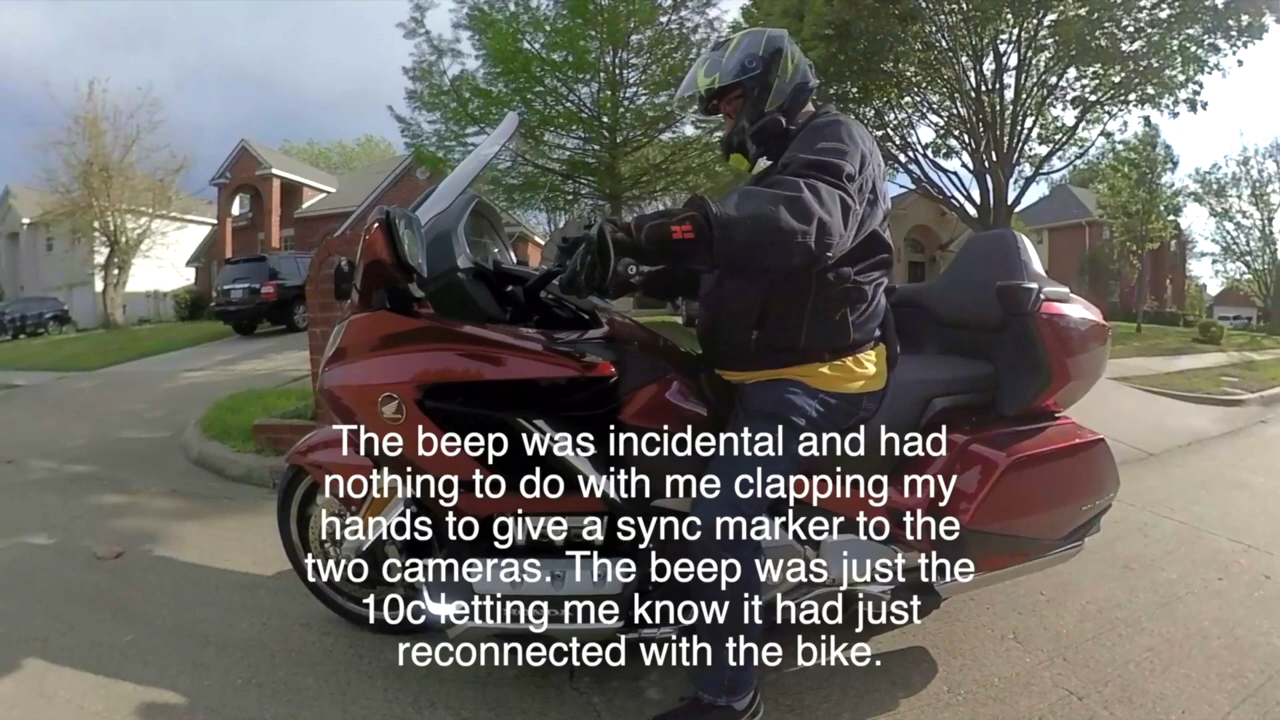 The beep was incidental and had
nothing to do with me clapping my
hands to give a sync marker to the
two cameras. The beep was just the
10c letting me know it had just
reconnected with the bike.